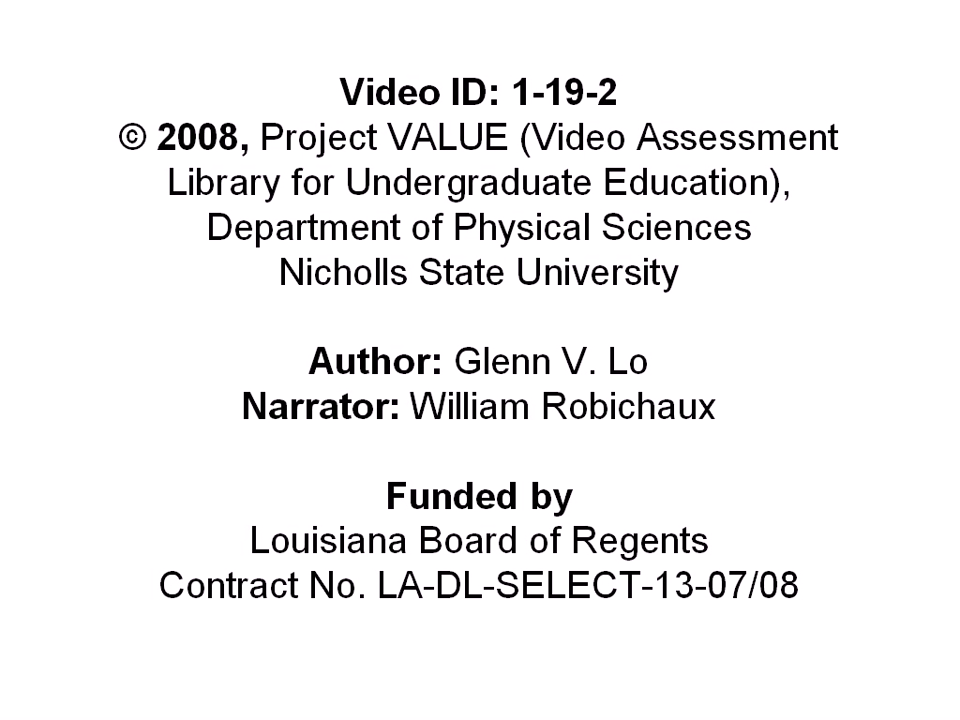 Video ID: 1-19-2
© 2008, Project VALUE (Video Assessment
Library for Undergraduate Education),
Department of Physical Sciences
Nicholls State University
Author: Glenn V. Lo
Narrator: William Robichaux
Funded by
Louisiana Board of Regents
Contract No. LA-DL-SELECT-13-07/08